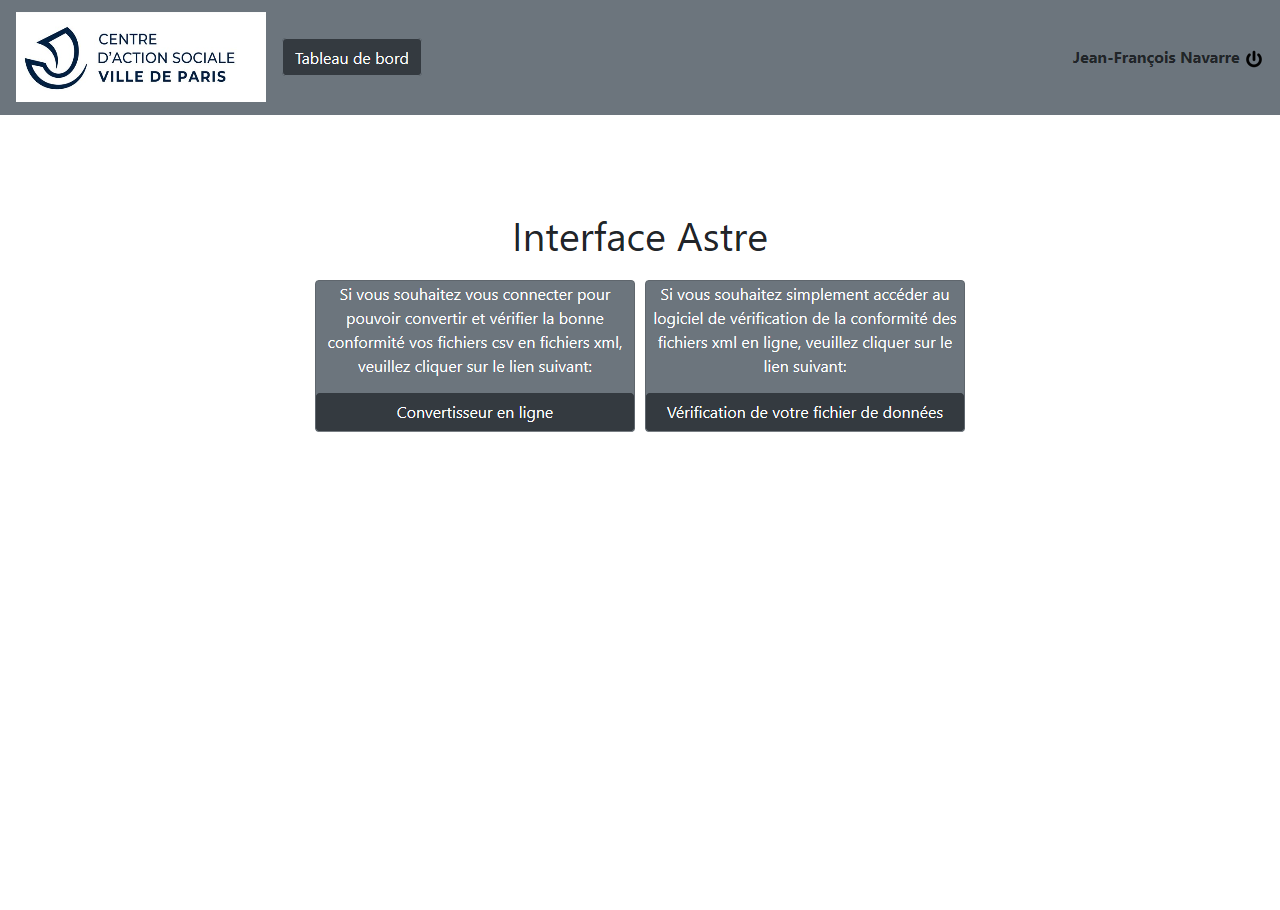 CENTRE
D'ACTION SOCIALE
VILLE DE PARIS
Tableau de bord
Jean-François Navarre
Interface Astre
Si vous souhaitez vous connecter pour
pouvoir convertir et vérifier la bonne
conformité vos fichiers csv en fichiers xml,
veuillez cliquer sur le lien suivant:
Convertisseur en ligne
Si vous souhaitez simplement accéder au
logiciel de vérification de la conformité des
fichiers xml en ligne, veuillez cliquer sur le
lien suivant:
Vérification de votre fichier de données